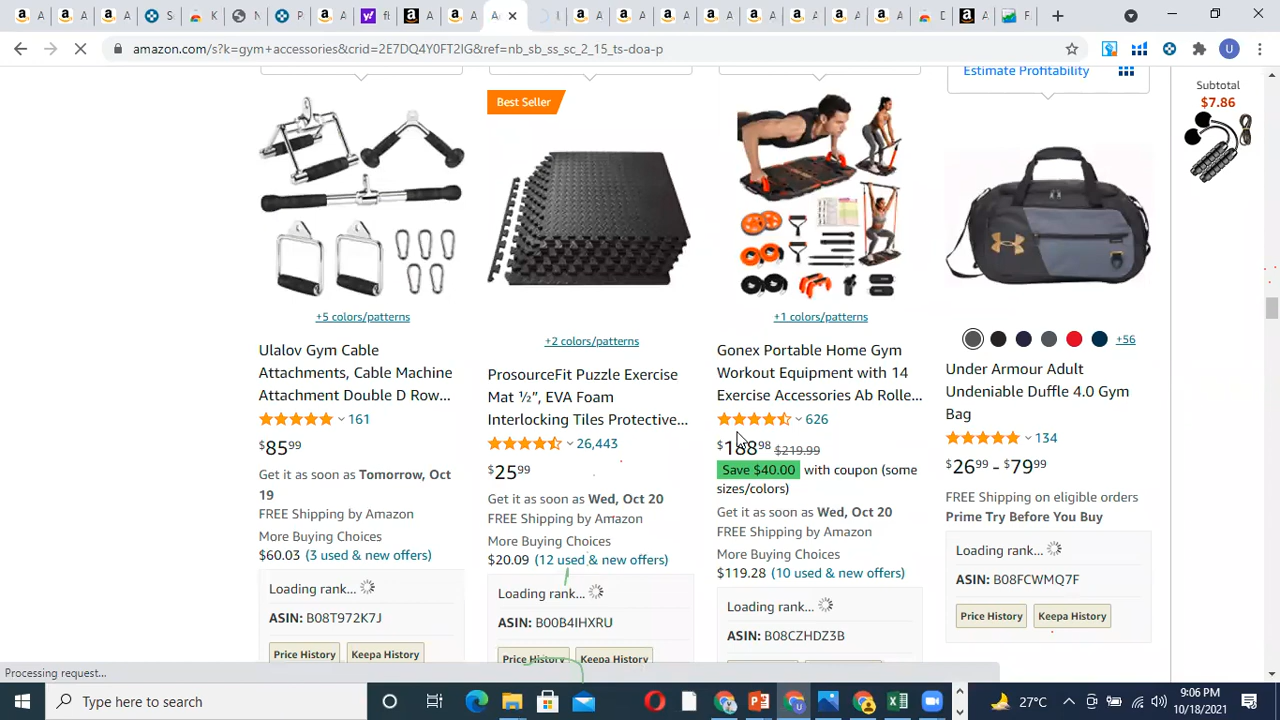 amazon.com/s?k=gym+accessories&crid=2E7DQ4Y0FT2IG&ref=nb_sb_ss_sc_2_15_ts-doa-p
U
Estimate Profitability
Subtotal
$7.86
Best Seller
+5 colors/patterns
+2 colors/patterns
+1 colors/patterns
+56
Ulalov Gym Cable
Attachments, Cable Machine
Attachment Double D Row...
161
$85 99
Get it as soon as Tomorrow, Oct
19
FREE Shipping by Amazon
More Buying Choices
$60.03 (3 used & new offers)
Loading rank...
ASIN: B08T972K7J
Price History
Keepa History
ProsourceFit Puzzle Exercise
Mat ½”, EVA Foam
Interlocking Tiles Protective...
26,443
$25 99
Get it as soon as Wed, Oct 20
FREE Shipping by Amazon
More Buying Choices
$20.09 (12 used & new offers)
Loading rank...
ASIN: B00B4IHXRU
Price History
Keepa History
Gonex Portable Home Gym
Workout Equipment with 14
Exercise Accessories Ab Rolle...
626
$188 98 $219.99
Save $40.00 with coupon (some
sizes/colors)
Get it as soon as Wed, Oct 20
FREE Shipping by Amazon
More Buying Choices
$119.28 (10 used & new offers)
Loading rank...
ASIN: B08CZHDZ3B
Under Armour Adult
Undeniable Duffle 4.0 Gym
Bag
134
$26 99 - $79 99
FREE Shipping on eligible orders
Prime Try Before You Buy
Loading rank...
ASIN: B08FCWMQ7F
Price History
Keepa History
Processing request...
Type here to search
27°C
9:06 PM
10/18/2021